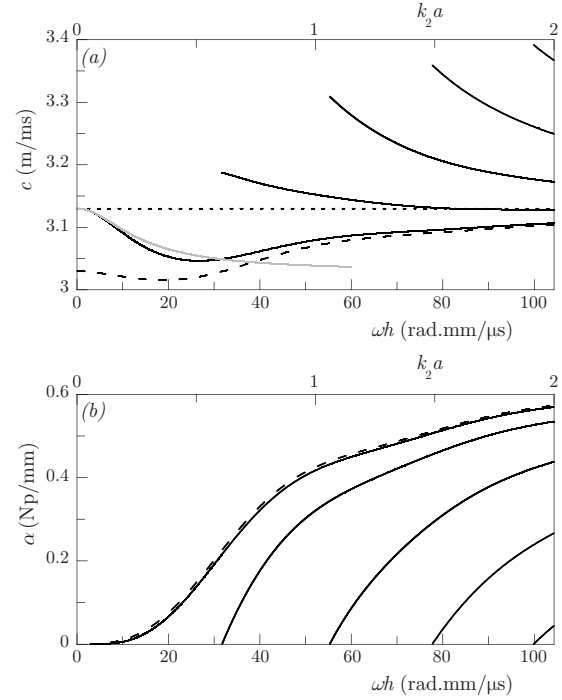 k₂a
0 1 2
(a)
3.4
3.3
3.2
3.1
3
c (m/ms)
0 20 40 60 80 100
ωh (rad.mm/μs)
k₂a
0 1 2
(b)
0.6
0.4
0.2
0
α (Np/mm)
0 20 40 60 80 100
ωh (rad.mm/μs)